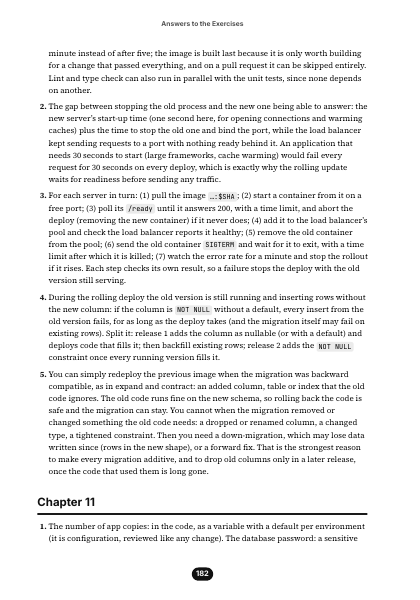 Answers to the Exercises
minute instead of after five; the image is built last because it is only worth building
for a change that passed everything, and on a pull request it can be skipped entirely.
Lint and type check can also run in parallel with the unit tests, since none depends
on another.
2. The gap between stopping the old process and the new one being able to answer: the
new server's start-up time (one second here, for opening connections and warming
caches) plus the time to stop the old one and bind the port, while the load balancer
kept sending requests to a port with nothing ready behind it. An application that
needs 30 seconds to start (large frameworks, cache warming) would fail every
request for 30 seconds on every deploy, which is exactly why the rolling update
waits for readiness before sending any traffic.
3. For each server in turn: (1) pull the image …:$SHA; (2) start a container from it on a
free port; (3) poll its /ready until it answers 200, with a time limit, and abort the
deploy (removing the new container) if it never does; (4) add it to the load balancer's
pool and check the load balancer reports it healthy; (5) remove the old container
from the pool; (6) send the old container SIGTERM and wait for it to exit, with a time
limit after which it is killed; (7) watch the error rate for a minute and stop the rollout
if it rises. Each step checks its own result, so a failure stops the deploy with the old
version still serving.
4. During the rolling deploy the old version is still running and inserting rows without
the new column: if the column is NOT NULL without a default, every insert from the
old version fails, for as long as the deploy takes (and the migration itself may fail on
existing rows). Split it: release 1 adds the column as nullable (or with a default) and
deploys code that fills it; then backfill existing rows; release 2 adds the NOT NULL
constraint once every running version fills it.
5. You can simply redeploy the previous image when the migration was backward
compatible, as in expand and contract: an added column, table or index that the old
code ignores. The old code runs fine on the new schema, so rolling back the code is
safe and the migration can stay. You cannot when the migration removed or
changed something the old code needs: a dropped or renamed column, a changed
type, a tightened constraint. Then you need a down-migration, which may lose data
written since (rows in the new shape), or a forward fix. That is the strongest reason
to make every migration additive, and to drop old columns only in a later release,
once the code that used them is long gone.
Chapter 11
1. The number of app copies: in the code, as a variable with a default per environment
(it is configuration, reviewed like any change). The database password: a sensitive
182